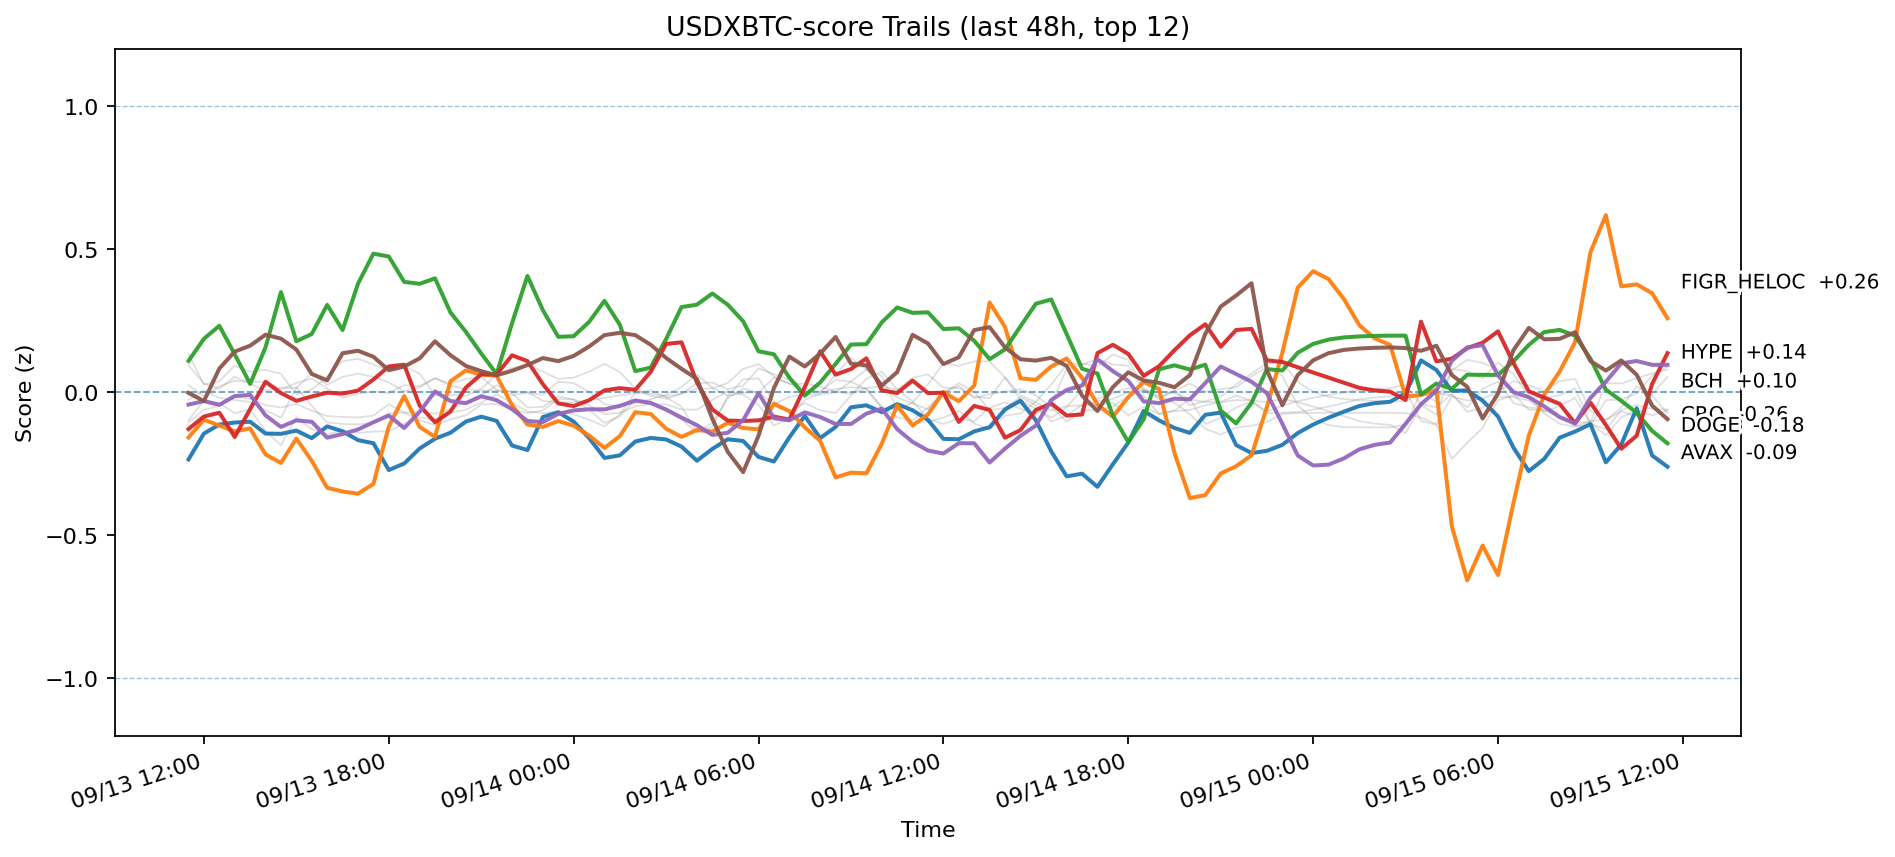 USDXBTC-score Trails (last 48h, top 12)
Score (z)
1.0
0.5
0.0
−0.5
−1.0
FIGR_HELOC +0.26
HYPE +0.14
BCH +0.10
CRO -0.26
DOGE -0.18
AVAX -0.09
09/13 12:00
09/13 18:00
09/14 00:00
09/14 06:00
09/14 12:00
09/14 18:00
09/15 00:00
09/15 06:00
09/15 12:00
Time